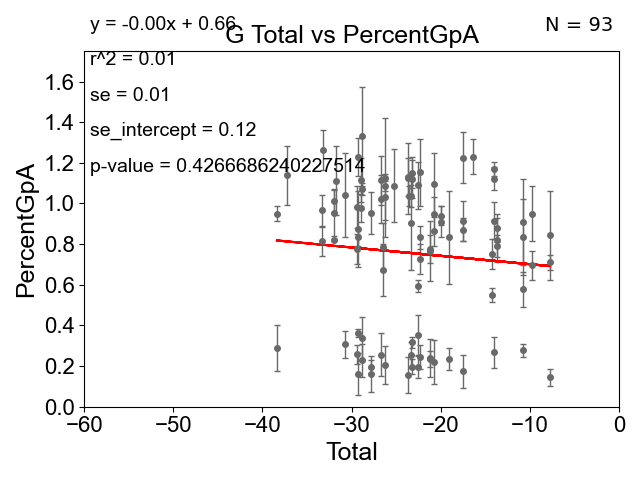 y = -0.00x + 0.66
N = 93
G Total vs PercentGpA
r^2 = 0.01
se = 0.01
se_intercept = 0.12
p-value = 0.4266686240227514
PercentGpA
1.6
1.4
1.2
1.0
0.8
0.6
0.4
0.2
0.0
−60
−50
−40
−30
−20
−10
0
Total